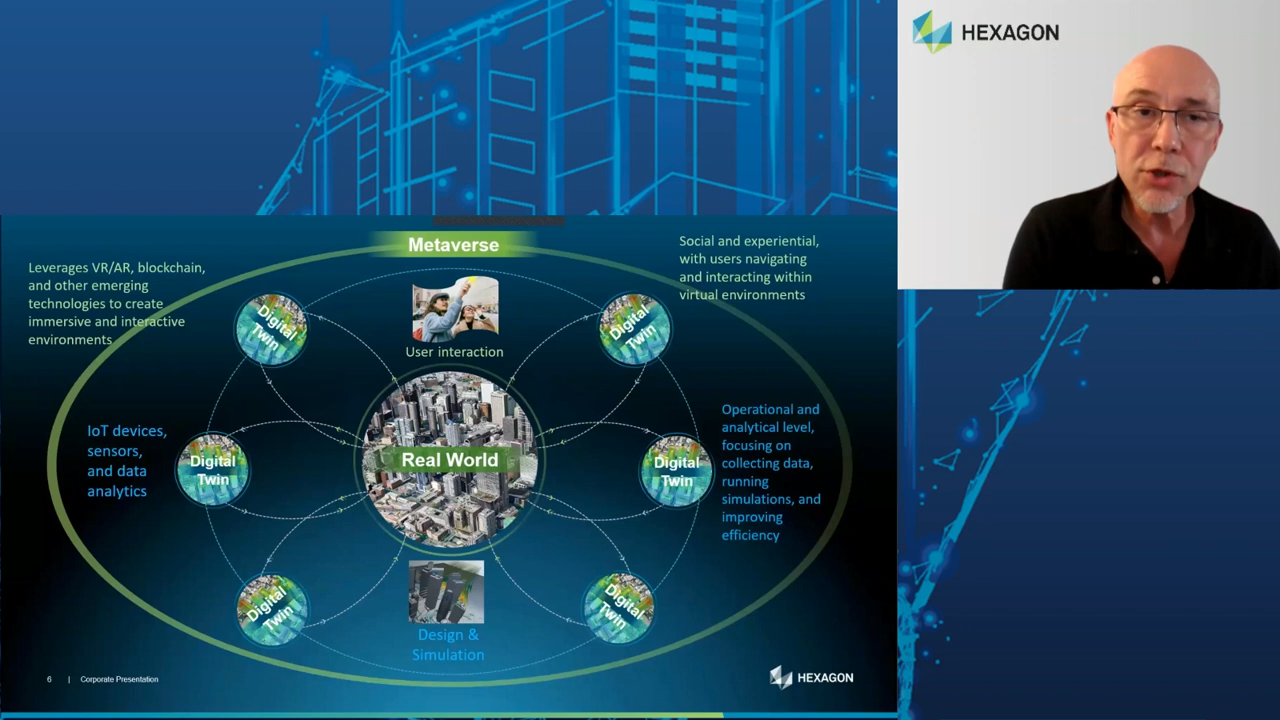 HEXAGON
Metaverse
Leverages VR/AR, blockchain,
and other emerging
technologies to create
immersive and interactive
environments
Social and experiential,
with users navigating
and interacting within
virtual environments
Digital
Twin
Digital
Twin
User interaction
IoT devices,
sensors,
and data
analytics
Digital
Twin
Real World
Digital
Twin
Operational and
analytical level,
focusing on
collecting data,
running
simulations, and
improving
efficiency
Digital
Twin
Digital
Twin
Design &
Simulation
6 | Corporate Presentation
HEXAGON